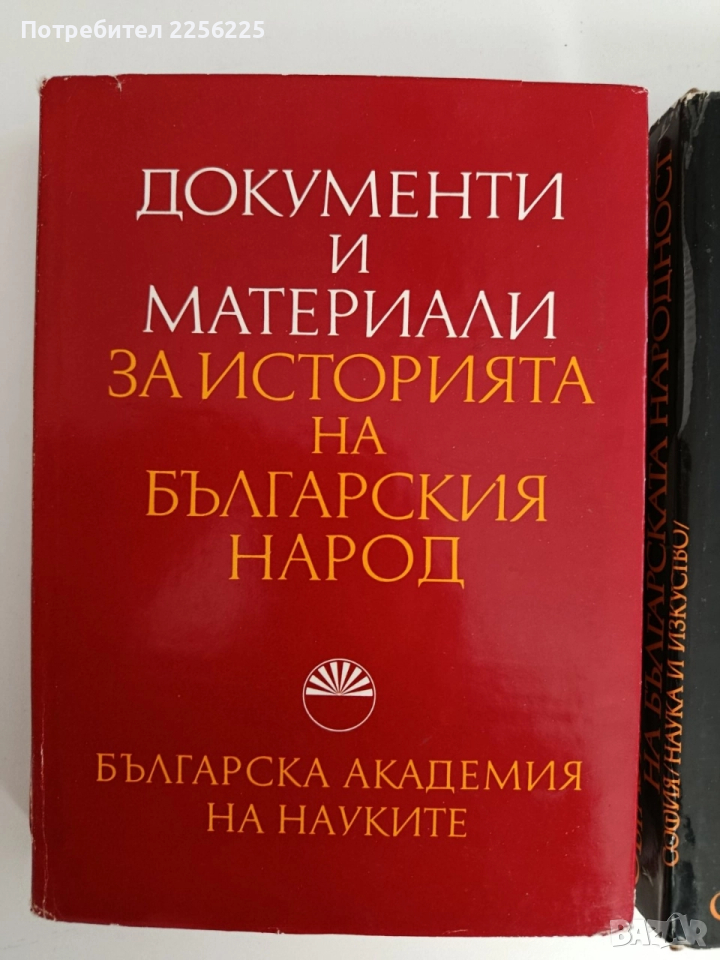 Потребител 2256225
ДОКУМЕНТИ
И
МАТЕРИАЛИ
ЗА ИСТОРИЯТА
НА
БЪЛГАРСКИЯ
НАРОД
БЪЛГАРСКА АКАДЕМИЯ
НА НАУКИТЕ
НА БЪЛГАРСКАТА НАРОДНОСТ
СОФИЯ/НАУКА И ИЗКУСТВО/
BAZAR